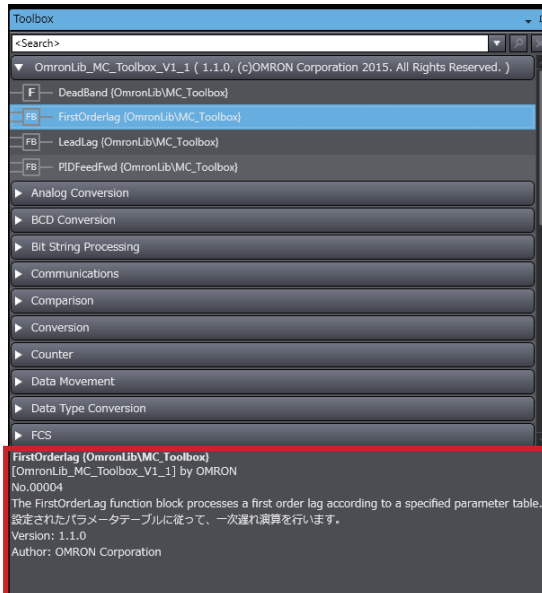 Toolbox
<Search>
OmronLib_MC_Toolbox_V1_1 ( 1.1.0, (c)OMRON Corporation 2015. All Rights Reserved. )
F DeadBand {OmronLib\MC_Toolbox}
FB FirstOrderlag {OmronLib\MC_Toolbox}
FB LeadLag {OmronLib\MC_Toolbox}
FB PIDFeedFwd {OmronLib\MC_Toolbox}
Analog Conversion
BCD Conversion
Bit String Processing
Communications
Comparison
Conversion
Counter
Data Movement
Data Type Conversion
FCS
FirstOrderlag {OmronLib\MC_Toolbox}
[OmronLib_MC_Toolbox_V1_1] by OMRON
No.00004
The FirstOrderLag function block processes a first order lag according to a specified parameter table.
設定されたパラメータテーブルに従って、一次遅れ演算を行います。
Version: 1.1.0
Author: OMRON Corporation